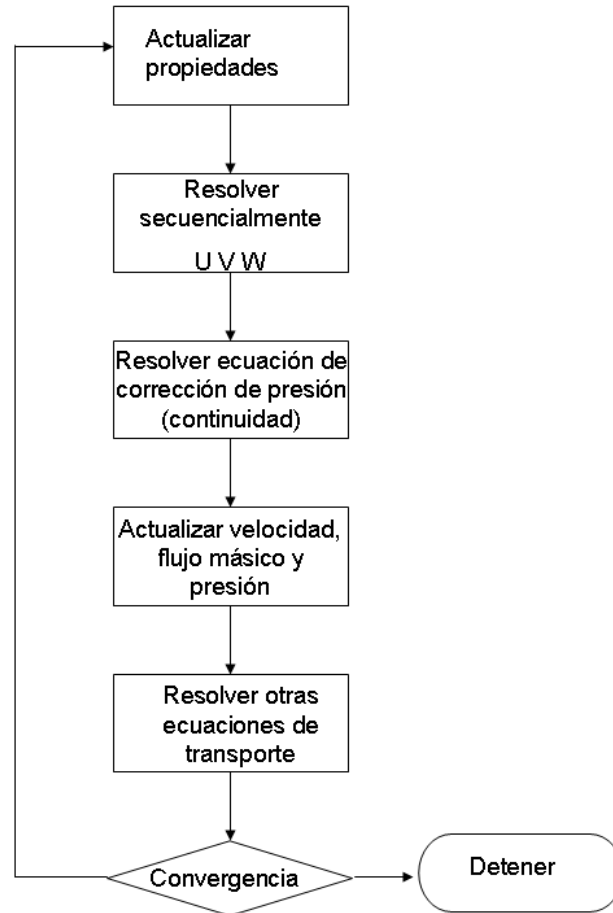 Actualizar
propiedades
Resolver
secuencialmente
U V W
Resolver ecuación de
corrección de presión
(continuidad)
Actualizar velocidad,
flujo másico y
presión
Resolver otras
ecuaciones de
transporte
Convergencia
Detener